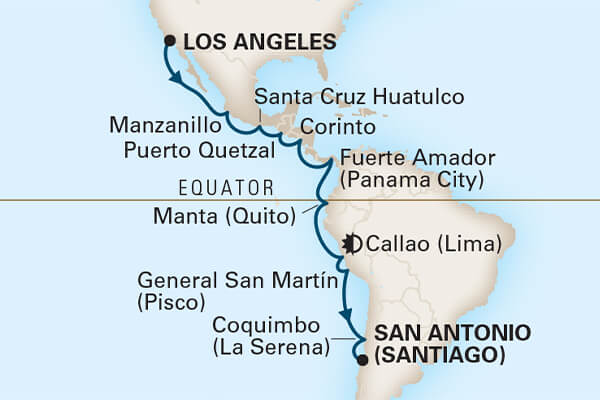 LOS ANGELES
Santa Cruz Huatulco
Manzanillo
Corinto
Puerto Quetzal
Fuerte Amador
(Panama City)
EQUATOR
Manta (Quito)
Callao (Lima)
General San Martín
(Pisco)
Coquimbo
(La Serena)
SAN ANTONIO
(SANTIAGO)